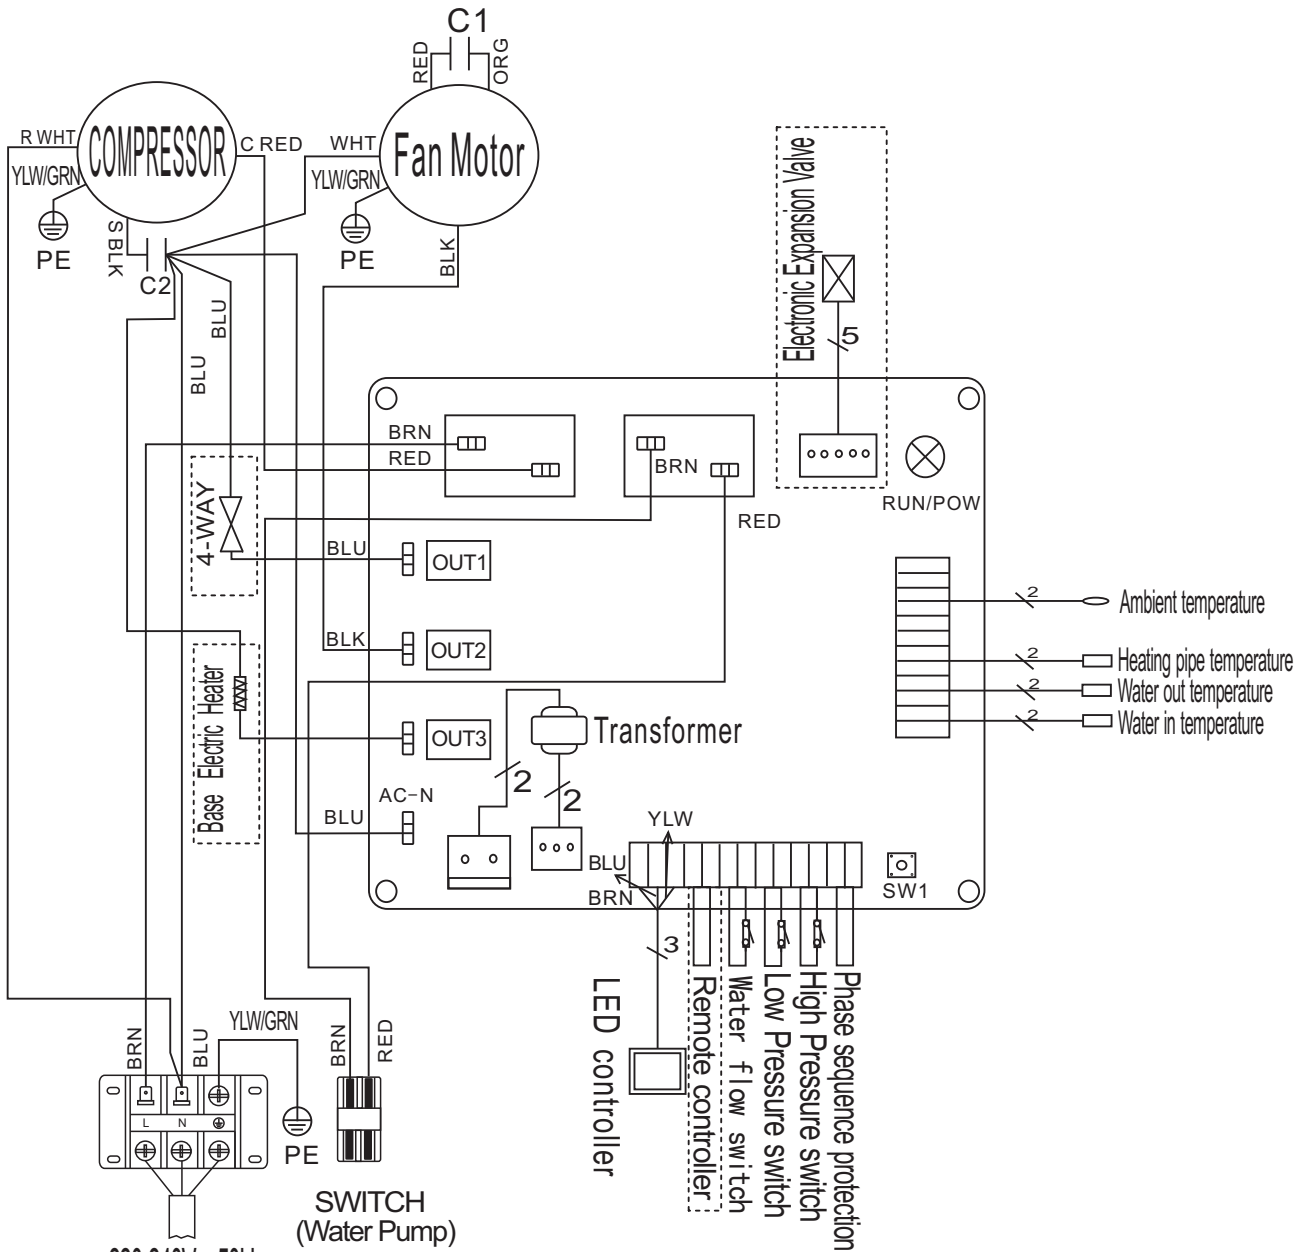 C1
RED
ORG
R WHT
COMPRESSOR
C RED
WHT
Fan Motor
YLW/GRN
YLW/GRN
PE
S BLK
C2
PE
BLK
BLU
BLU
Electronic Expansion Valve
5
BRN
RED
BRN
RED
RUN/POW
4-WAY
BLU
OUT1
2
Ambient temperature
BLK
OUT2
2
Heating pipe temperature
2
Water out temperature
2
Water in temperature
Base Electric Heater
OUT3
Transformer
2
2
AC-N
BLU
YLW
BLU
BRN
SW1
3
LED controller
Remote controller
Water flow switch
Low Pressure switch
High Pressure switch
Phase sequence protection
BRN
BLU
YLW/GRN
BRN
RED
L
N
PE
SWITCH
(Water Pump)